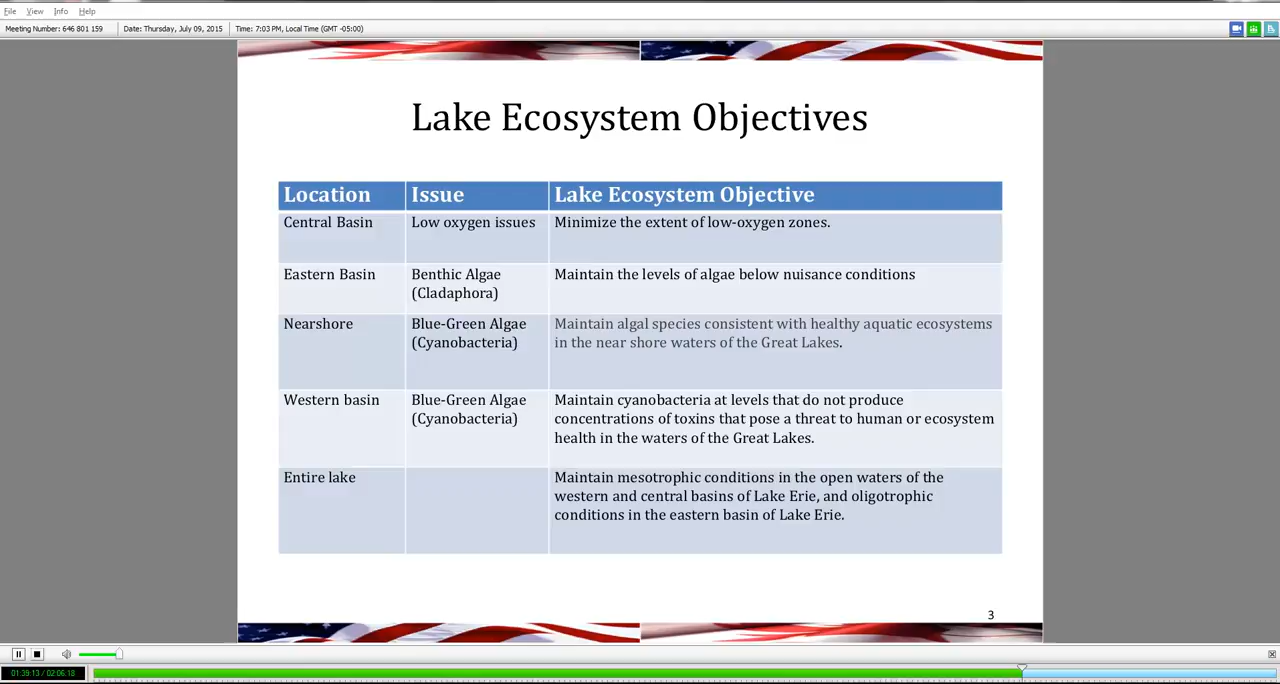 File View Info Help
Meeting Number: 646 801 159 Date: Thursday, July 09, 2015 Time: 7:03 PM, Local Time (GMT -05:00)
Lake Ecosystem Objectives
Location Issue Lake Ecosystem Objective
Central Basin Low oxygen issues Minimize the extent of low-oxygen zones.
Eastern Basin Benthic Algae Maintain the levels of algae below nuisance conditions
(Cladaphora)
Nearshore Blue-Green Algae Maintain algal species consistent with healthy aquatic ecosystems
(Cyanobacteria) in the near shore waters of the Great Lakes.
Western basin Blue-Green Algae Maintain cyanobacteria at levels that do not produce
(Cyanobacteria) concentrations of toxins that pose a threat to human or ecosystem
health in the waters of the Great Lakes.
Entire lake Maintain mesotrophic conditions in the open waters of the
western and central basins of Lake Erie, and oligotrophic
conditions in the eastern basin of Lake Erie.
3
01:39:13 / 02:06:18